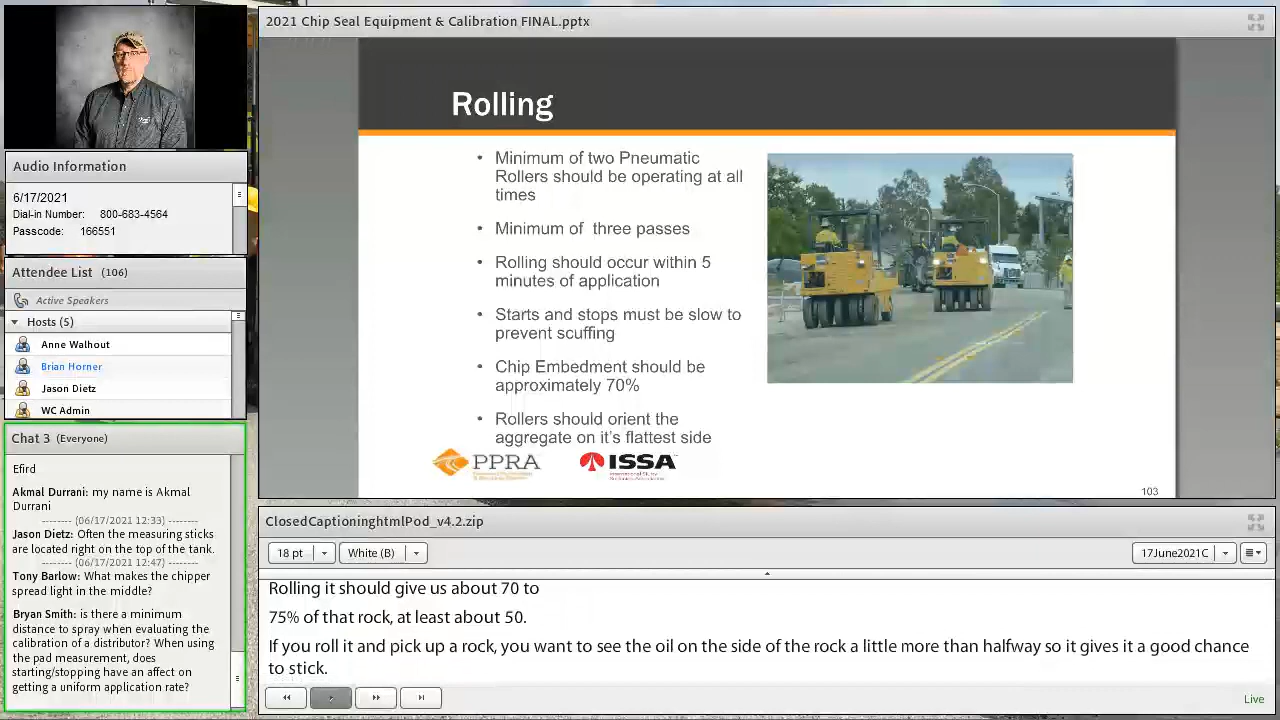 2021 Chip Seal Equipment & Calibration FINAL.pptx
Rolling
• Minimum of two Pneumatic
Rollers should be operating at all
times
• Minimum of three passes
• Rolling should occur within 5
minutes of application
• Starts and stops must be slow to
prevent scuffing
• Chip Embedment should be
approximately 70%
• Rollers should orient the
aggregate on it's flattest side
PPRA
ISSA
103
Audio Information
6/17/2021
Dial-in Number: 800-683-4564
Passcode: 166551
Attendee List (106)
Active Speakers
Hosts (5)
Anne Walhout
Brian Horner
Jason Dietz
WC Admin
Chat 3 (Everyone)
Efird
Akmal Durrani: my name is Akmal
Durrani
-------- (06/17/2021 12:33) --------
Jason Dietz: Often the measuring sticks
are located right on the top of the tank.
-------- (06/17/2021 12:47) --------
Tony Barlow: What makes the chipper
spread light in the middle?
Bryan Smith: is there a minimum
distance to spray when evaluating the
calibration of a distributor? When using
the pad measurement, does
starting/stopping have an affect on
getting a uniform application rate?
ClosedCaptioninghtmlPod_v4.2.zip
18 pt
White (B)
17June2021C
Rolling it should give us about 70 to
75% of that rock, at least about 50.
If you roll it and pick up a rock, you want to see the oil on the side of the rock a little more than halfway so it gives it a good chance
to stick.
Live